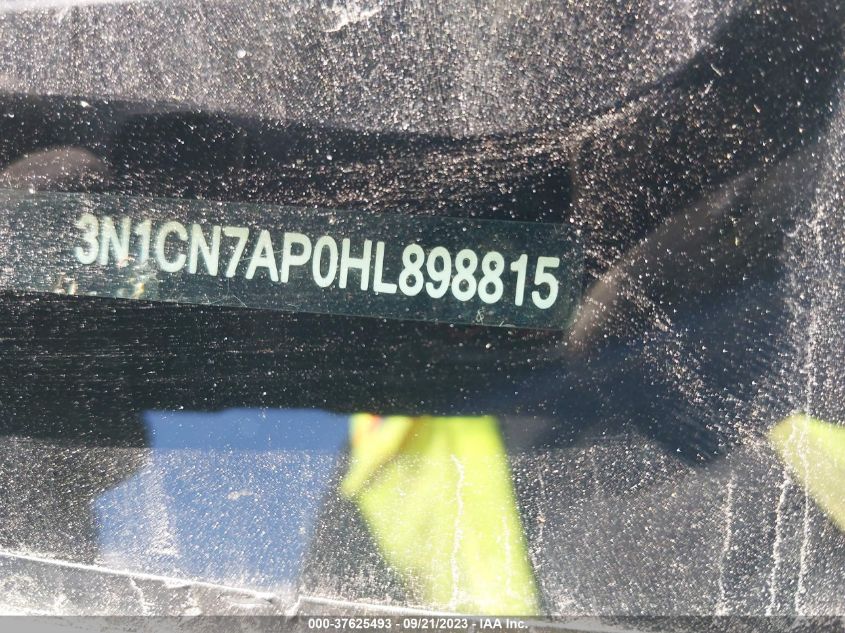 3N1CN7AP0HL898815
000-37625493 - 09/21/2023 - IAA Inc.